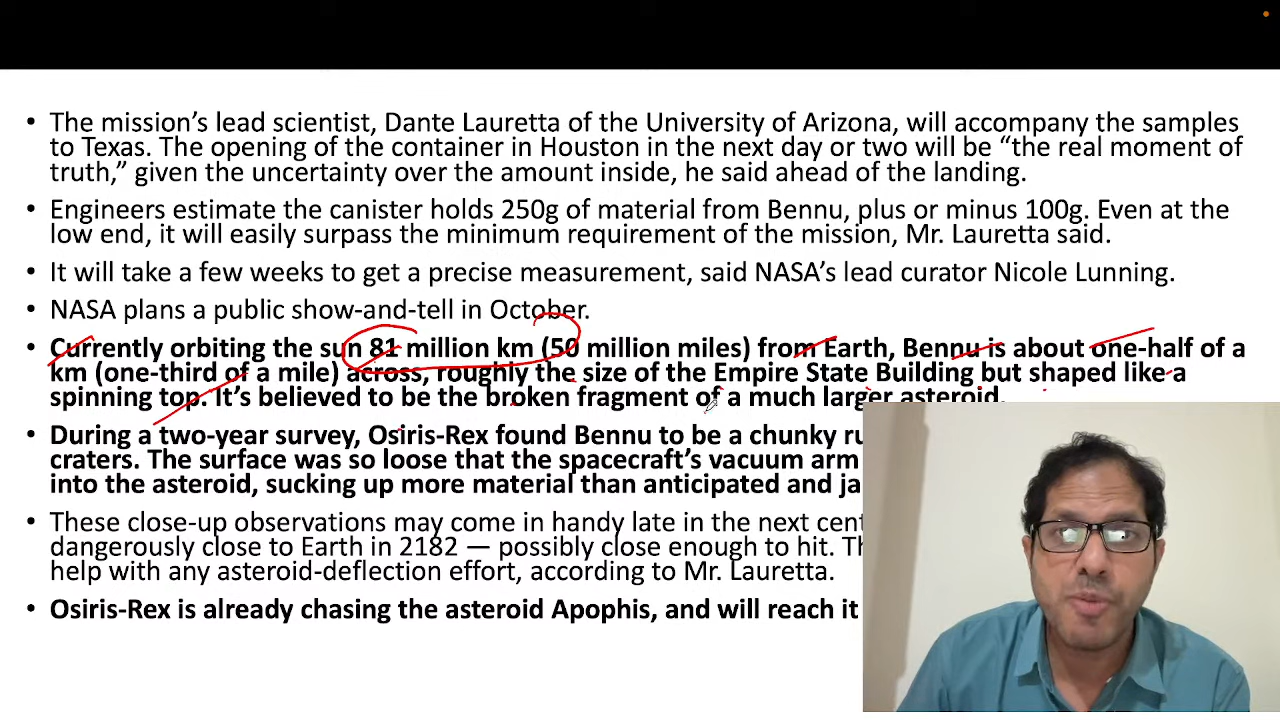 • The mission’s lead scientist, Dante Lauretta of the University of Arizona, will accompany the samples
to Texas. The opening of the container in Houston in the next day or two will be “the real moment of
truth,” given the uncertainty over the amount inside, he said ahead of the landing.
• Engineers estimate the canister holds 250g of material from Bennu, plus or minus 100g. Even at the
low end, it will easily surpass the minimum requirement of the mission, Mr. Lauretta said.
• It will take a few weeks to get a precise measurement, said NASA’s lead curator Nicole Lunning.
• NASA plans a public show-and-tell in October.
• Currently orbiting the sun 81 million km (50 million miles) from Earth, Bennu is about one-half of a
km (one-third of a mile) across, roughly the size of the Empire State Building but shaped like a
spinning top. It’s believed to be the broken fragment of a much larger asteroid.
• During a two-year survey, Osiris-Rex found Bennu to be a chunky
craters. The surface was so loose that the spacecraft’s vacuum arm
into the asteroid, sucking up more material than anticipated and
• These close-up observations may come in handy late in the next
dangerously close to Earth in 2182 — possibly close enough to hit.
help with any asteroid-deflection effort, according to Mr. Lauretta.
• Osiris-Rex is already chasing the asteroid Apophis, and will reach it